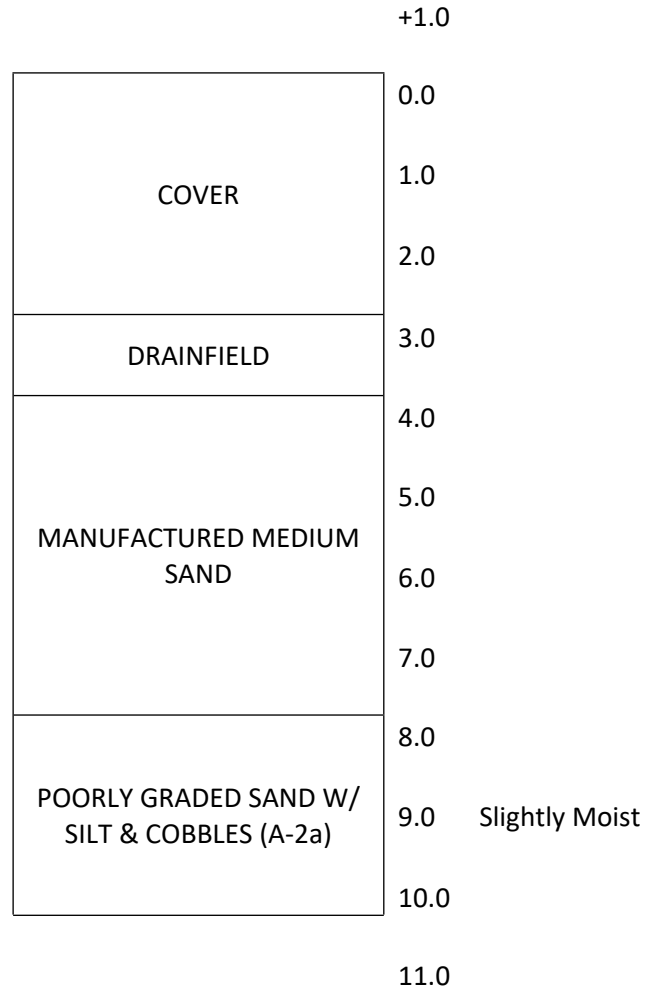 +1.0
0.0
COVER
1.0
2.0
DRAINFIELD
3.0
4.0
5.0
MANUFACTURED MEDIUM
SAND
6.0
7.0
8.0
POORLY GRADED SAND W/
SILT & COBBLES (A-2a)
9.0 Slightly Moist
10.0
11.0